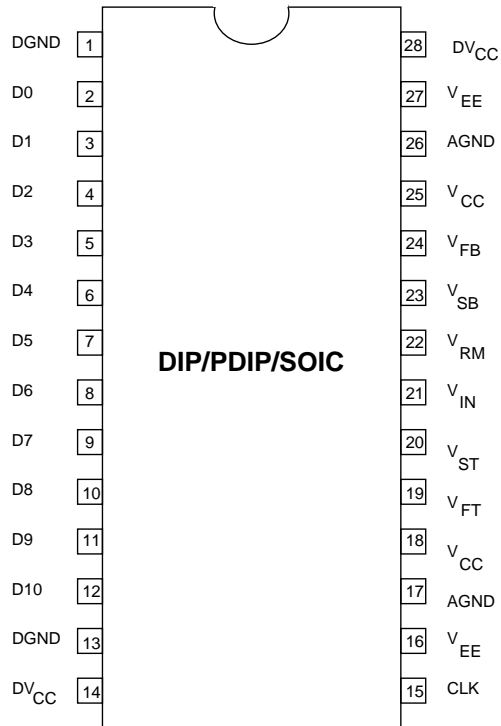 DGND 1 28 DVCC
D0 2 27 VEE
D1 3 26 AGND
D2 4 25 VCC
D3 5 24 VFB
D4 6 23 VSB
D5 7 22 VRM
DIP/PDIP/SOIC
D6 8 21 VIN
D7 9 20 VST
D8 10 19 VFT
D9 11 18 VCC
D10 12 17 AGND
DGND 13 16 VEE
DVCC 14 15 CLK